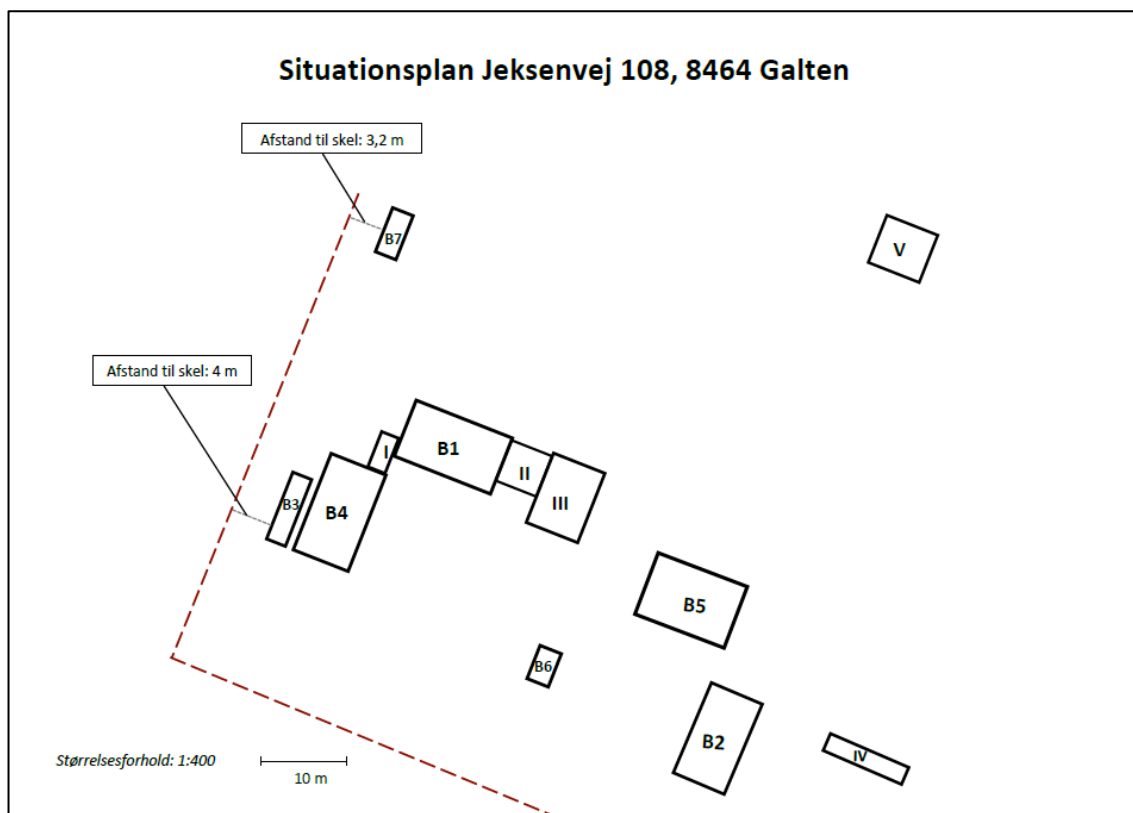 Situationsplan Jeksenvej 108, 8464 Galten
Afstand til skel: 3,2 m
B7
V
Afstand til skel: 4 m
I
B1
II
III
B3
B4
B5
B6
B2
IV
Størrelsesforhold: 1:400
10 m